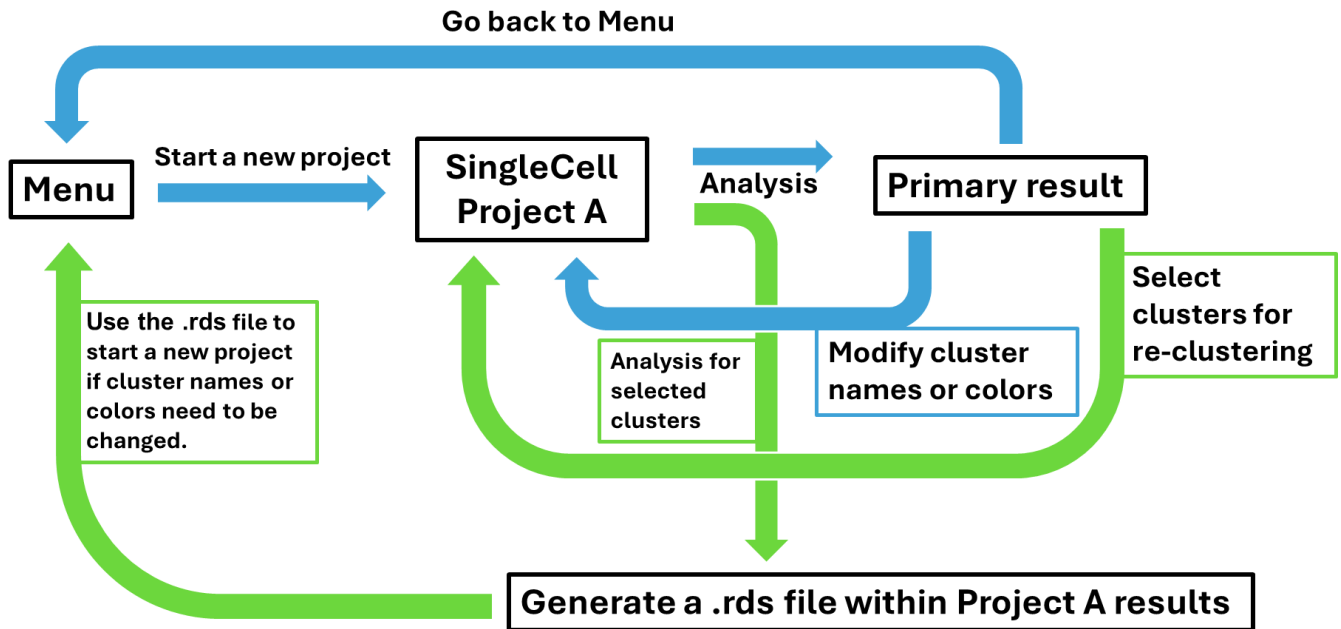 Go back to Menu
Start a new project
Menu
SingleCell
Project A
Analysis
Primary result
Use the .rds file to
start a new project
if cluster names or
colors need to be
changed.
Analysis for
selected
clusters
Modify cluster
names or colors
Select
clusters for
re-clustering
Generate a .rds file within Project A results